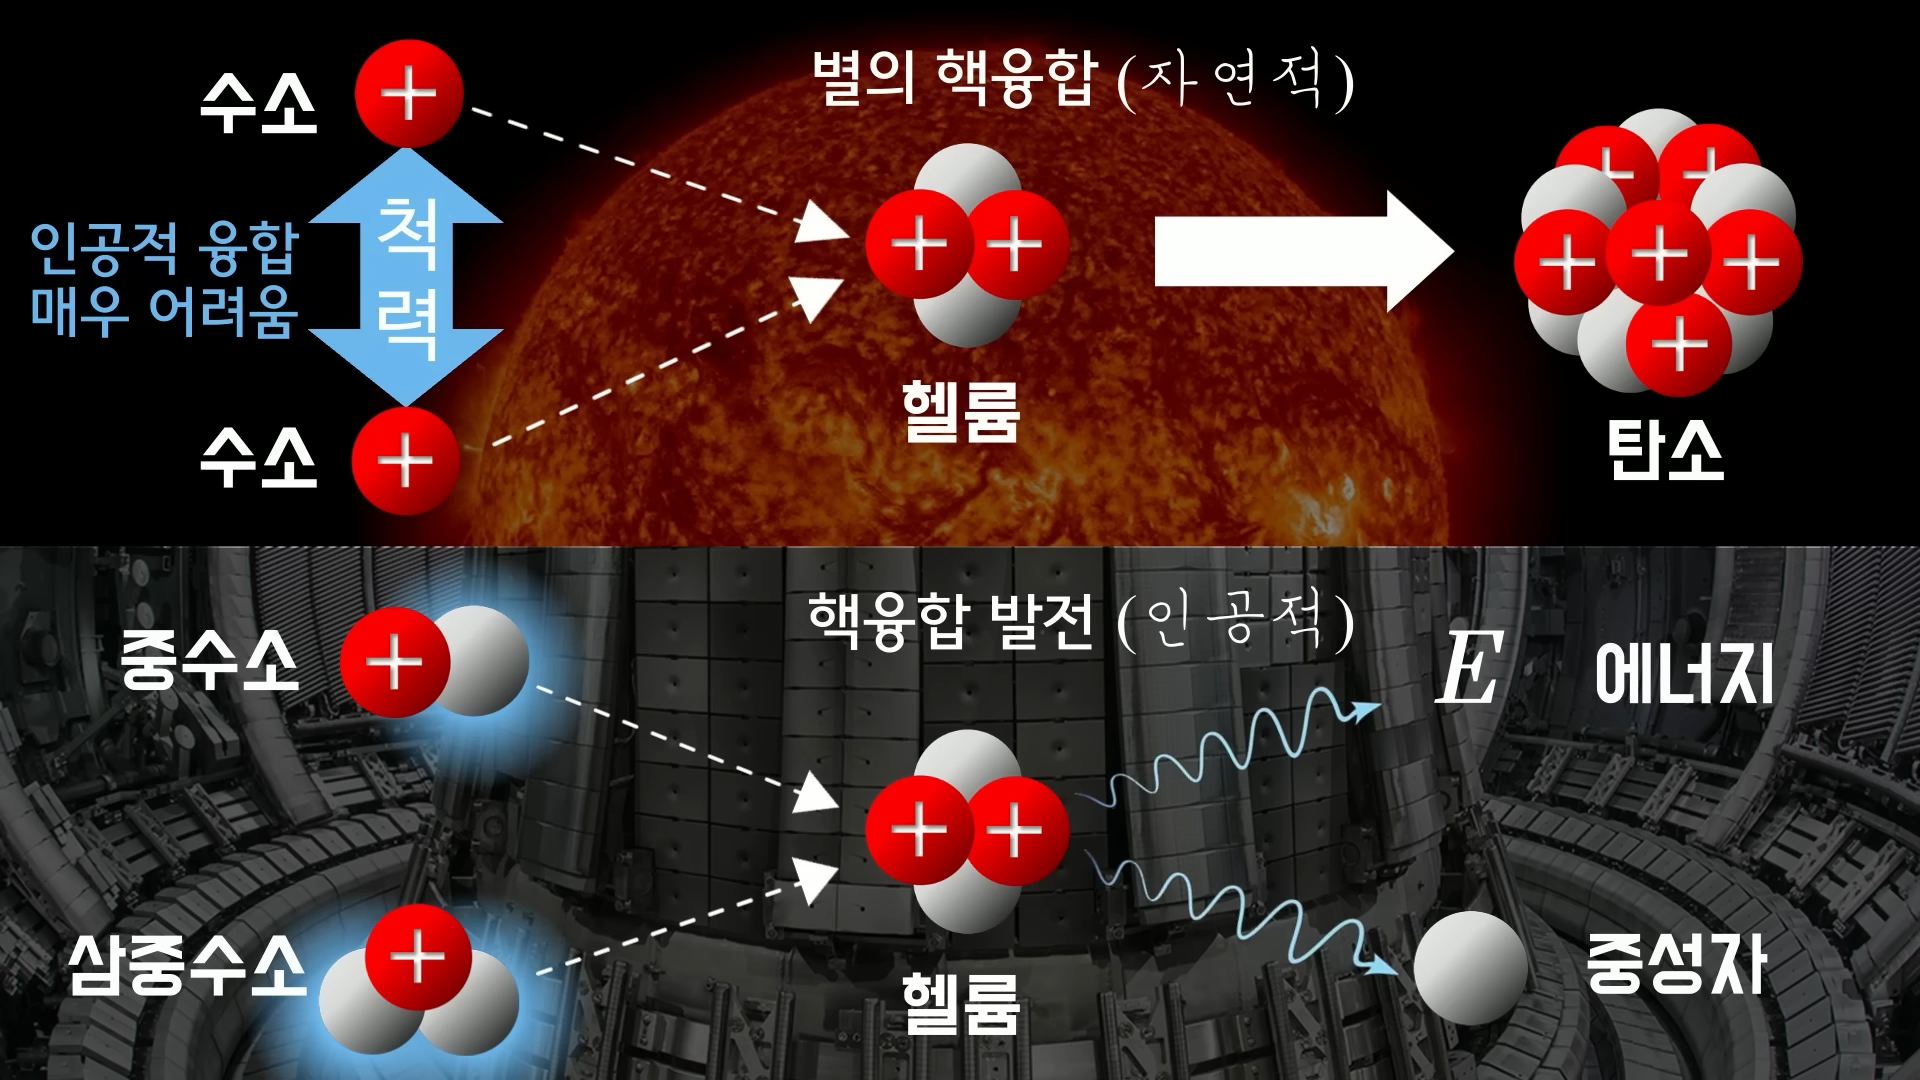 별의 핵융합 (자연적)
수소
+
척력
인공적 융합
매우 어려움
수소
+
+ +
헬륨
+ +
+ + +
+
탄소
핵융합 발전 (인공적)
중수소
+
삼중수소
+
+ +
헬륨
E 에너지
중성자